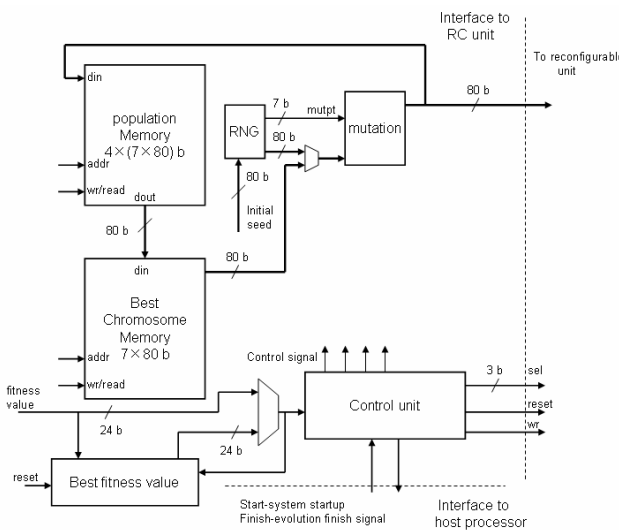 Interface to
RC unit
To reconfigurable
unit
din
population
Memory
4×(7×80) b
addr
wr/read
dout
80 b
RNG
7 b
mutpt
80 b
80 b
Initial
seed
mutation
80 b
din
80 b
Best
Chromosome
Memory
7×80 b
addr
wr/read
fitness
value
24 b
24 b
Control signal
Control unit
3 b
sel
reset
wr
reset
Best fitness value
Start-system startup
Finish-evolution finish signal
Interface to
host processor